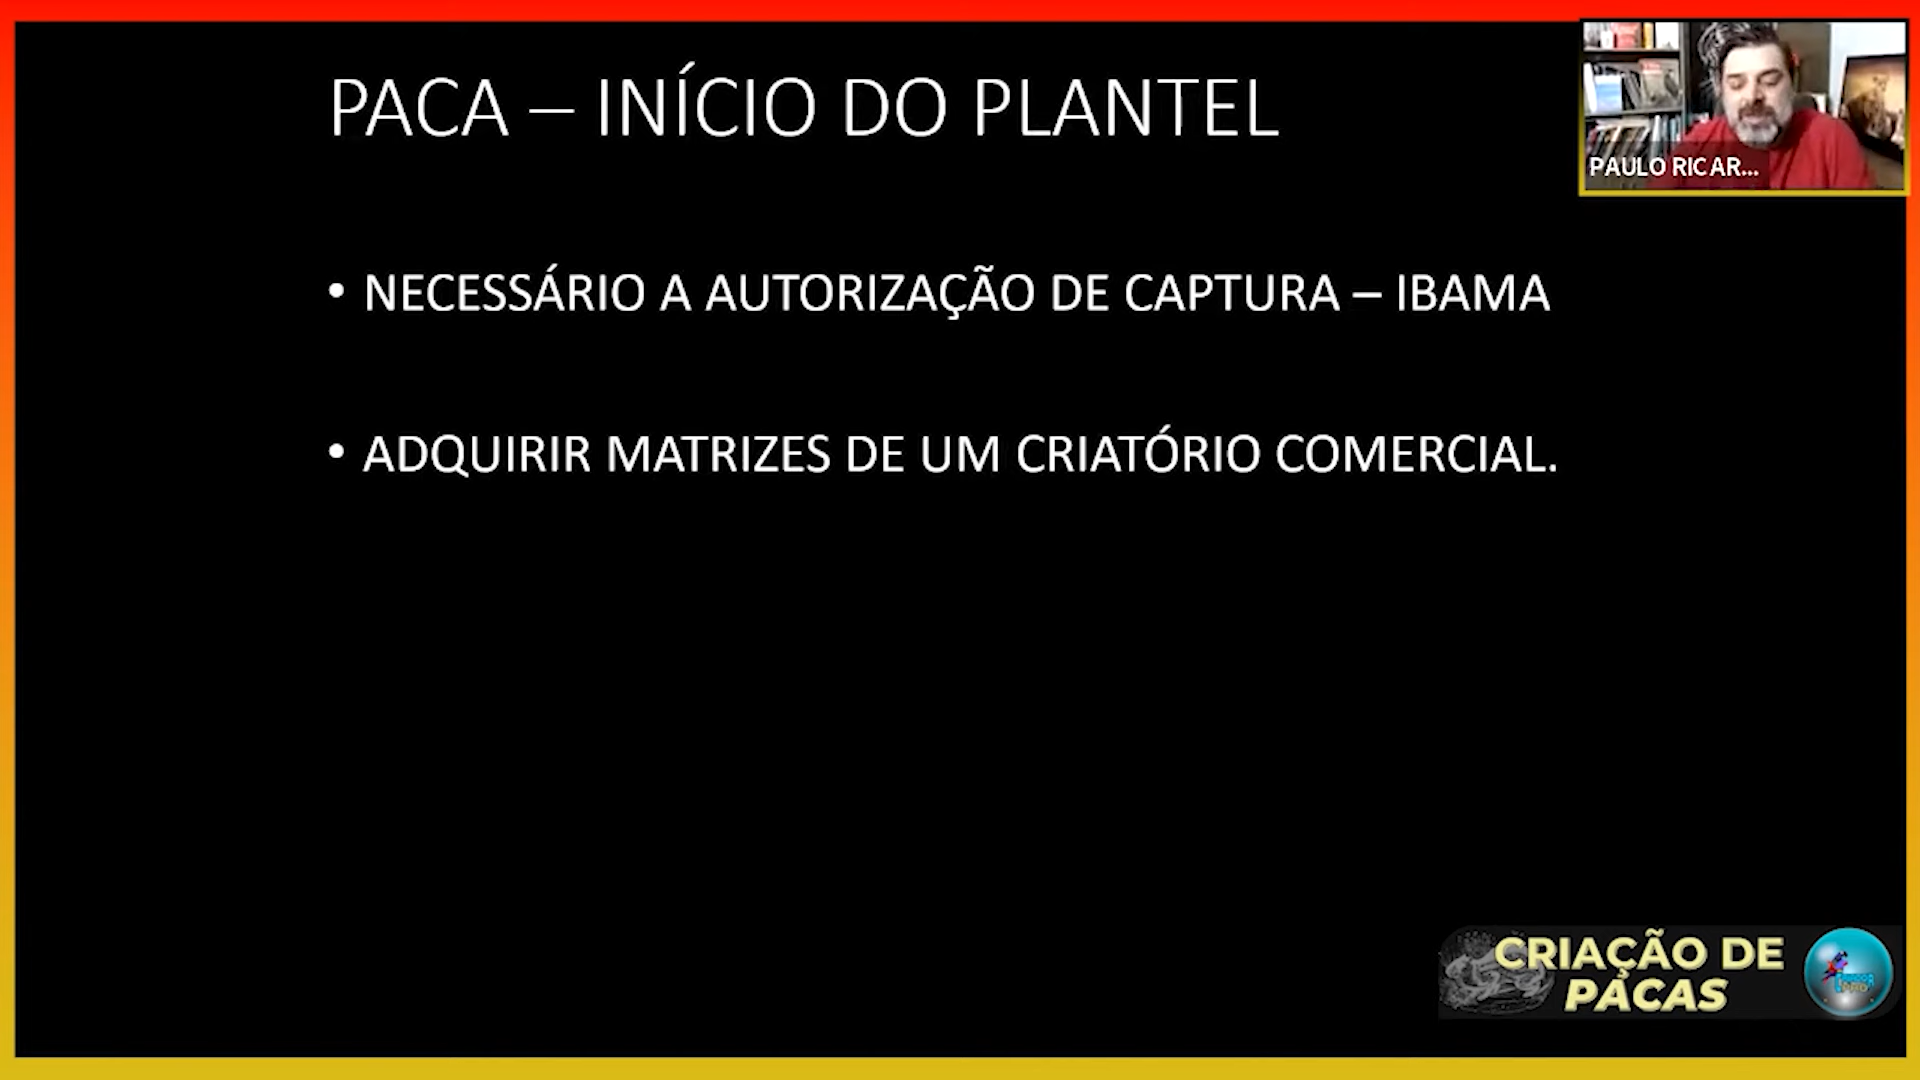 PACA – INÍCIO DO PLANTEL
PAULO RICAR...
• NECESSÁRIO A AUTORIZAÇÃO DE CAPTURA – IBAMA
• ADQUIRIR MATRIZES DE UM CRIATÓRIO COMERCIAL.
CRIAÇÃO DE
PACAS